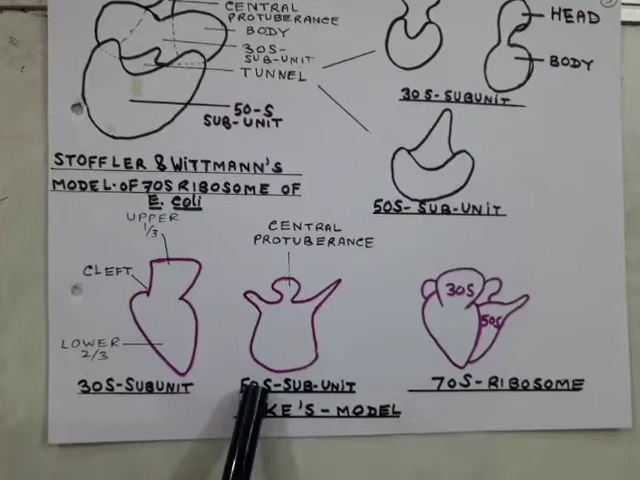 CENTRAL
PROTUBERANCE
BODY
30S-
SUB-UNIT
TUNNEL
50-S
SUB-UNIT
HEAD
BODY
30S-SUBUNIT
STOFFLER & WITTMANN'S
MODEL-OF 70S RIBOSOME OF
E. coli
50S-SUB-UNIT
UPPER
1/3
CLEFT
LOWER
2/3
30S-SUBUNIT
CENTRAL
PROTUBERANCE
50S-SUB-UNIT
30S
50S
70S-RIBOSOME
KE'S-MODEL